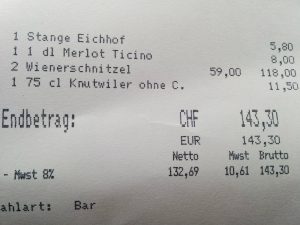 1 Stange Eichhof 5,80
1 1 dl Merlot Ticino 8,00
2 Wienerschnitzel 59,00 118,00
1 75 cl Knutwiler ohne C. 11,50
Endbetrag: CHF 143,30
EUR 143,30
Netto Mwst Brutto
- Mwst 8% 132,69 10,61 143,30
ahlart: Bar